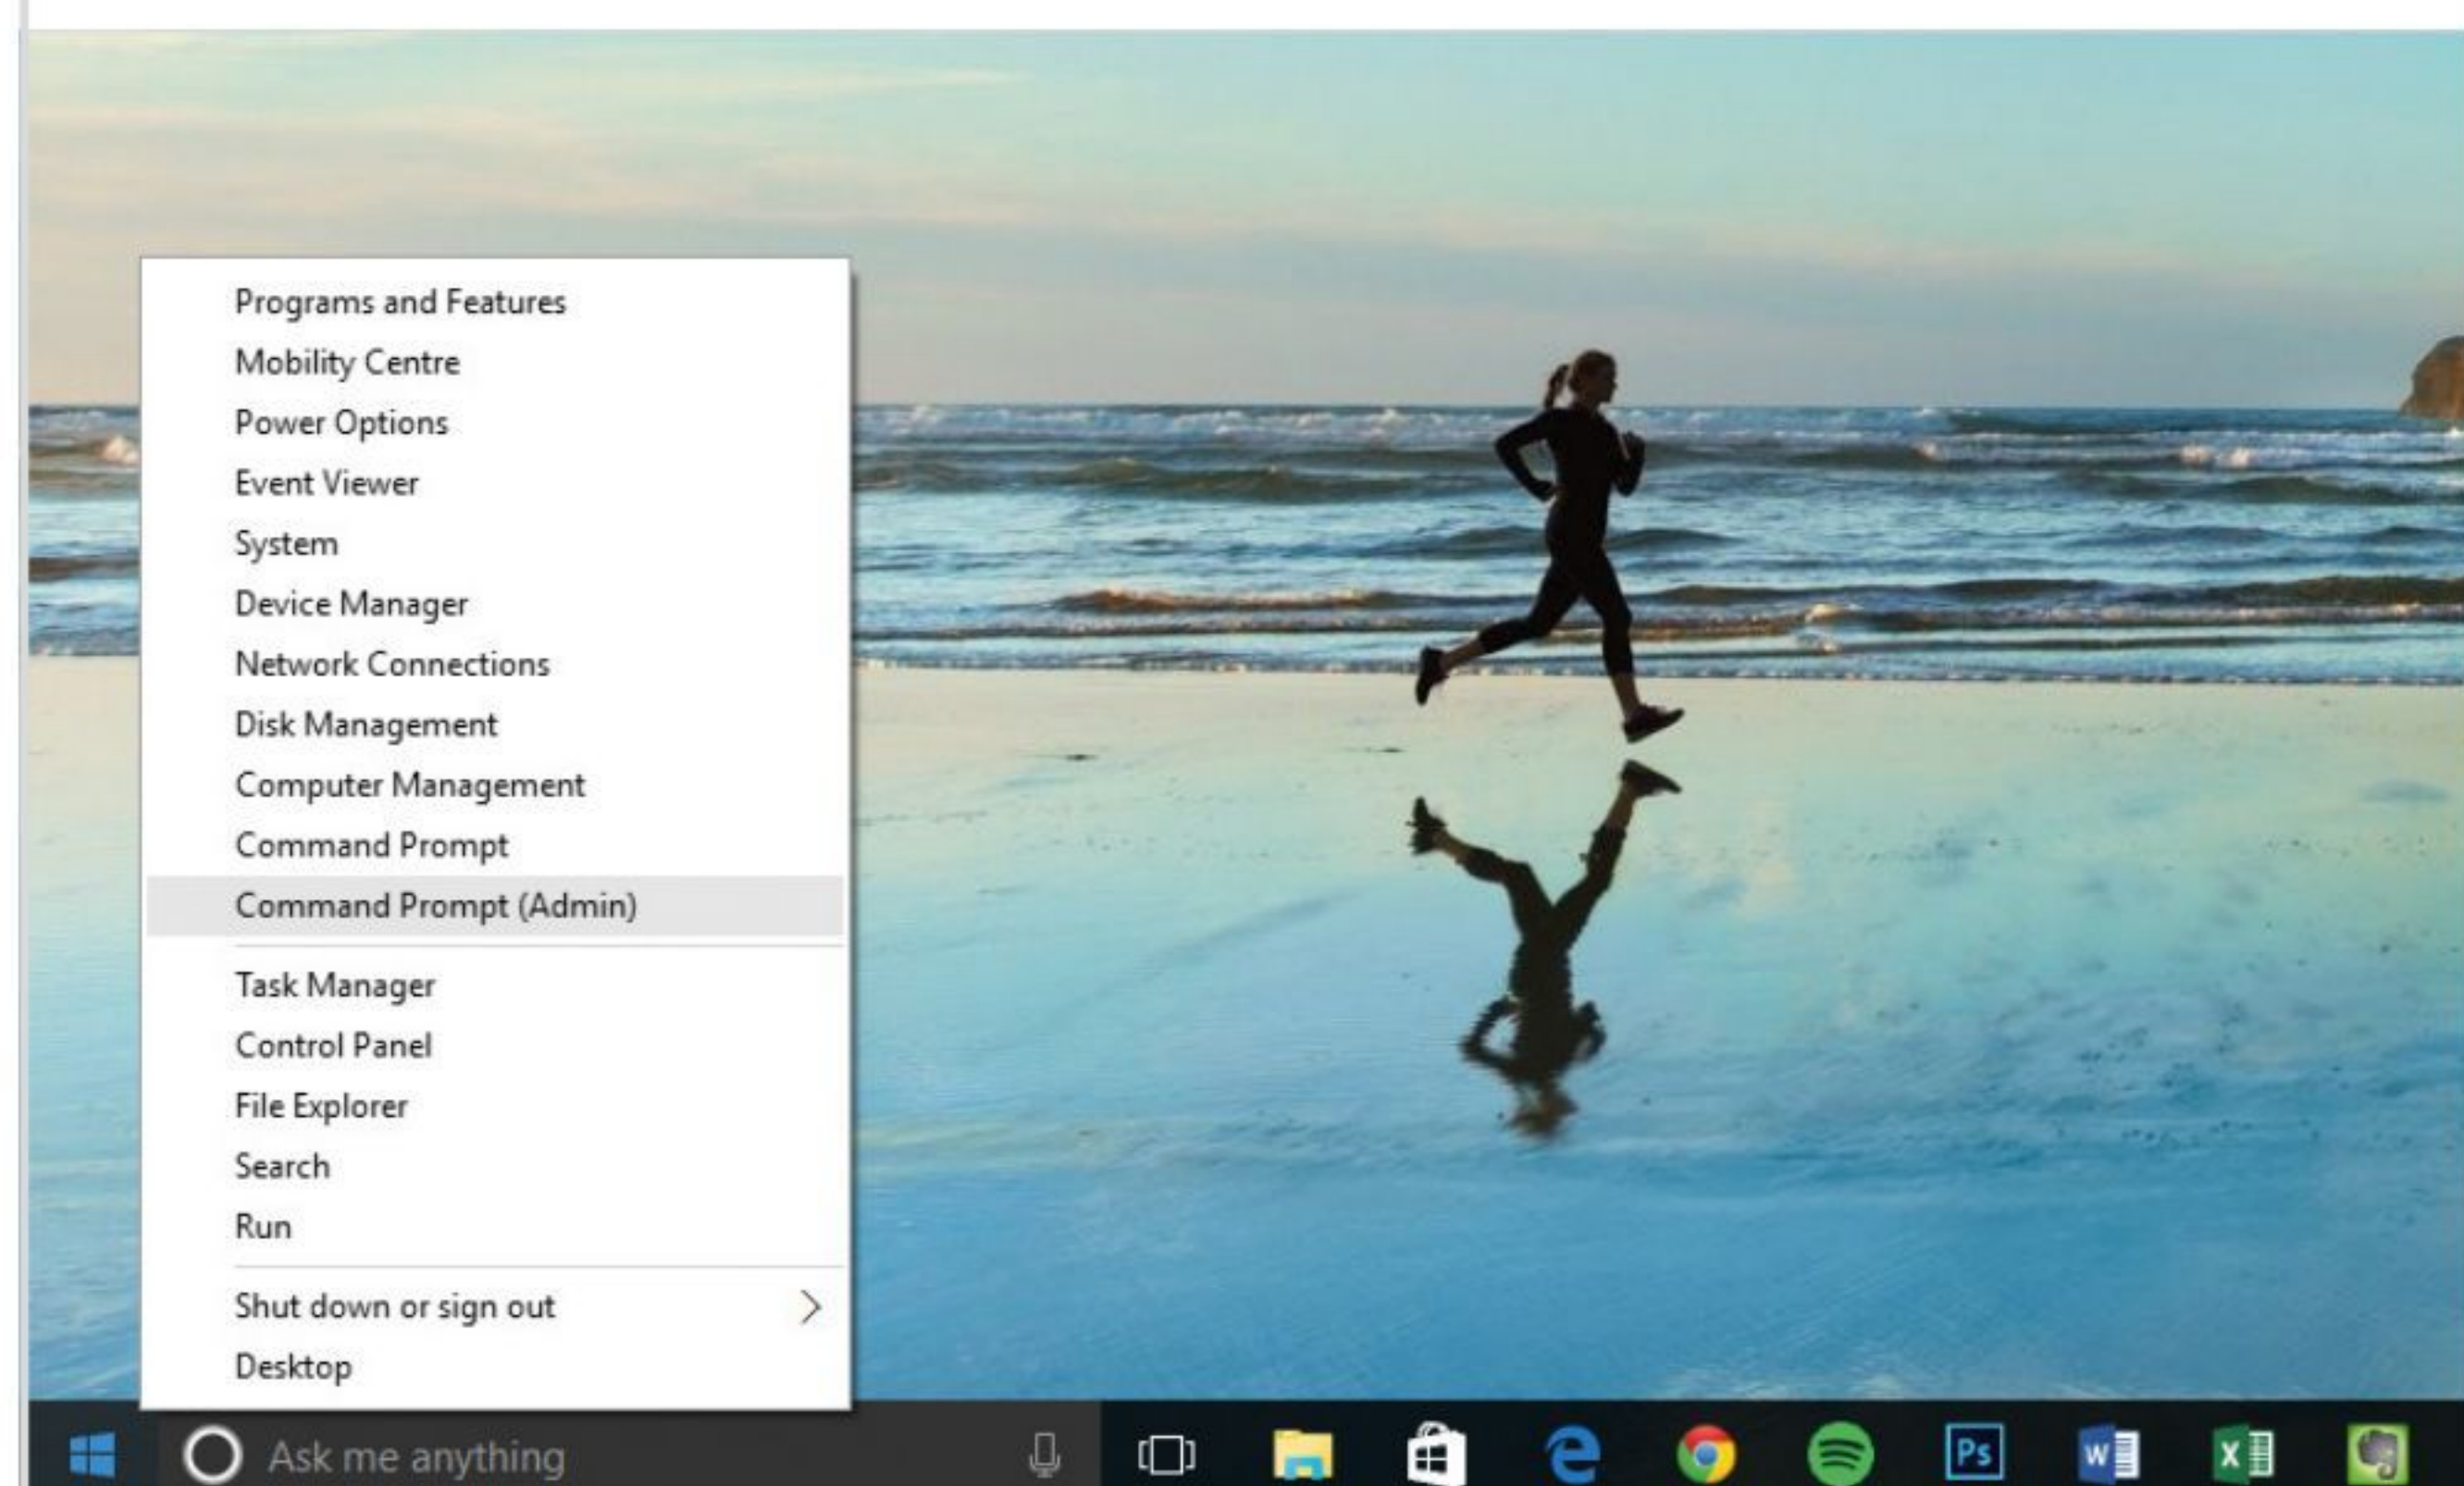 Programs and Features
Mobility Centre
Power Options
Event Viewer
System
Device Manager
Network Connections
Disk Management
Computer Management
Command Prompt
Command Prompt (Admin)
Task Manager
Control Panel
File Explorer
Search
Run
Shut down or sign out
Desktop
Ask me anything
Ps
W
X